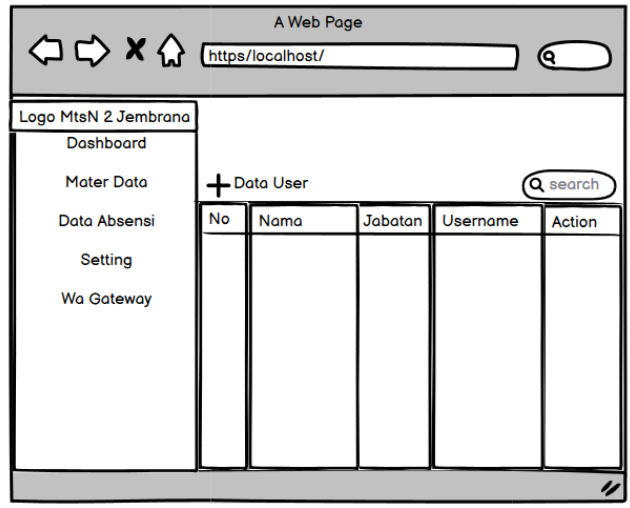 A Web Page
https/localhost/
Logo MtsN 2 Jembrana
Dashboard
Mater Data
Data User
search
Data Absensi
No Nama Jabatan Username Action
Setting
Wa Gateway